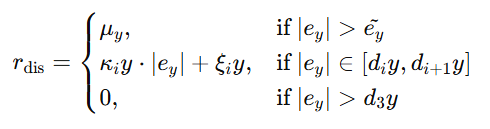 r_dis = { μ_y, if |e_y| > ẽ_y
κ_i y · |e_y| + ξ_i y, if |e_y| ∈ [d_i y, d_{i+1} y]
0, if |e_y| > d_3 y